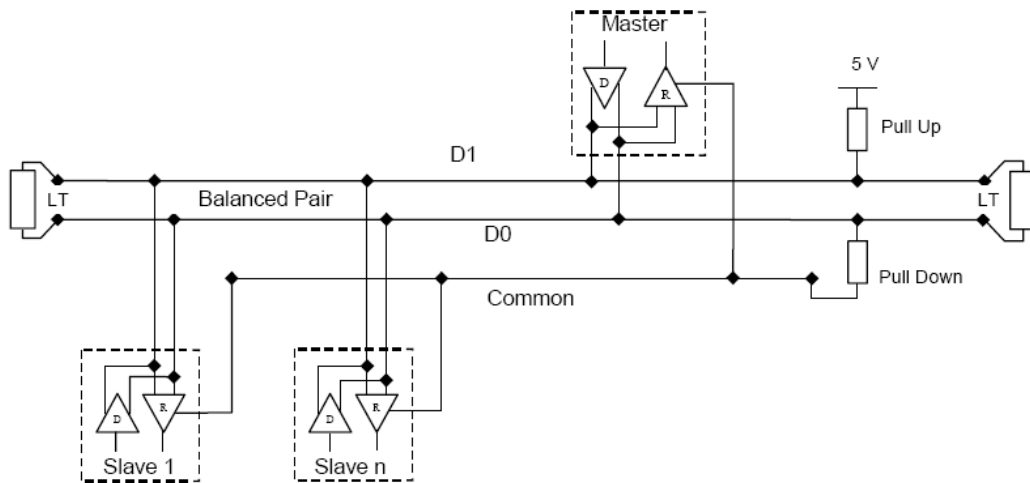 Master
5 V
D
R
Pull Up
D1
LT
Balanced Pair
LT
D0
Pull Down
Common
D
R
D
R
Slave 1
Slave n